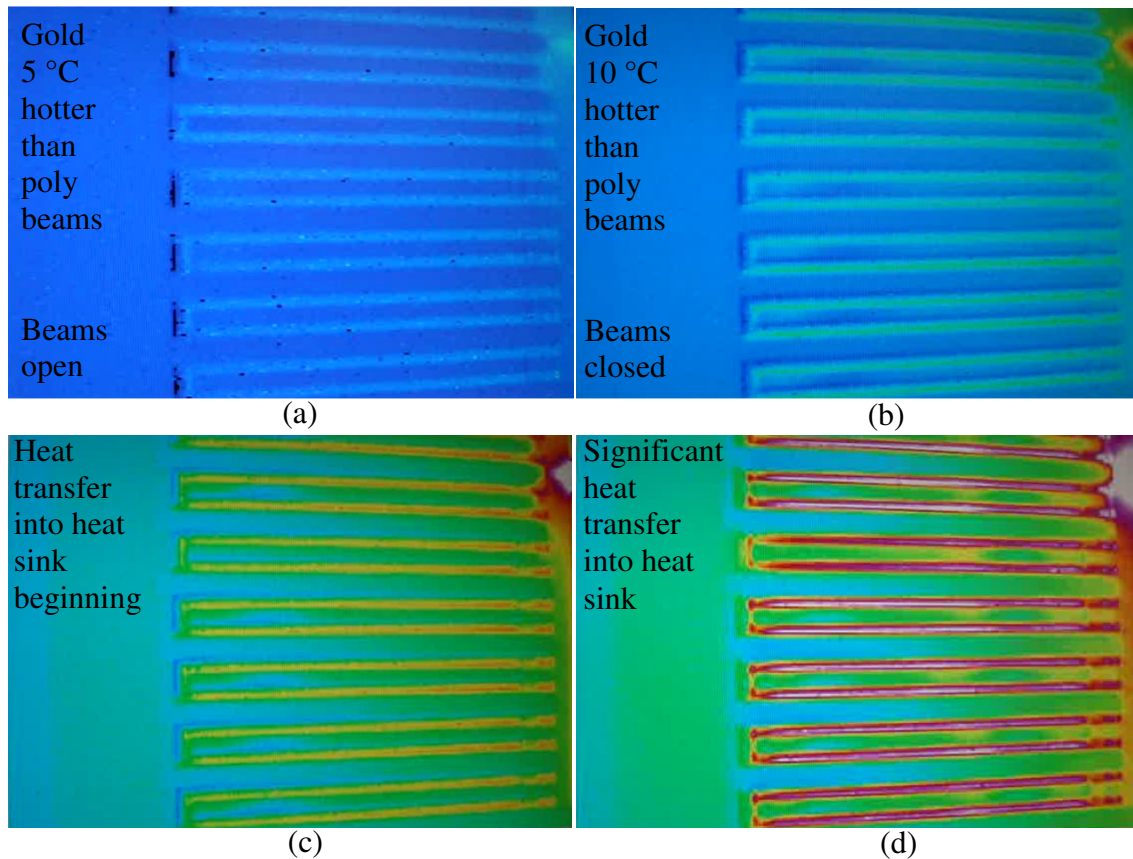 Gold
5 °C
hotter
than
poly
beams
Beams
open
(a)
Gold
10 °C
hotter
than
poly
beams
Beams
closed
(b)
Heat
transfer
into heat
sink
beginning
(c)
Significant
heat
transfer
into heat
sink
(d)